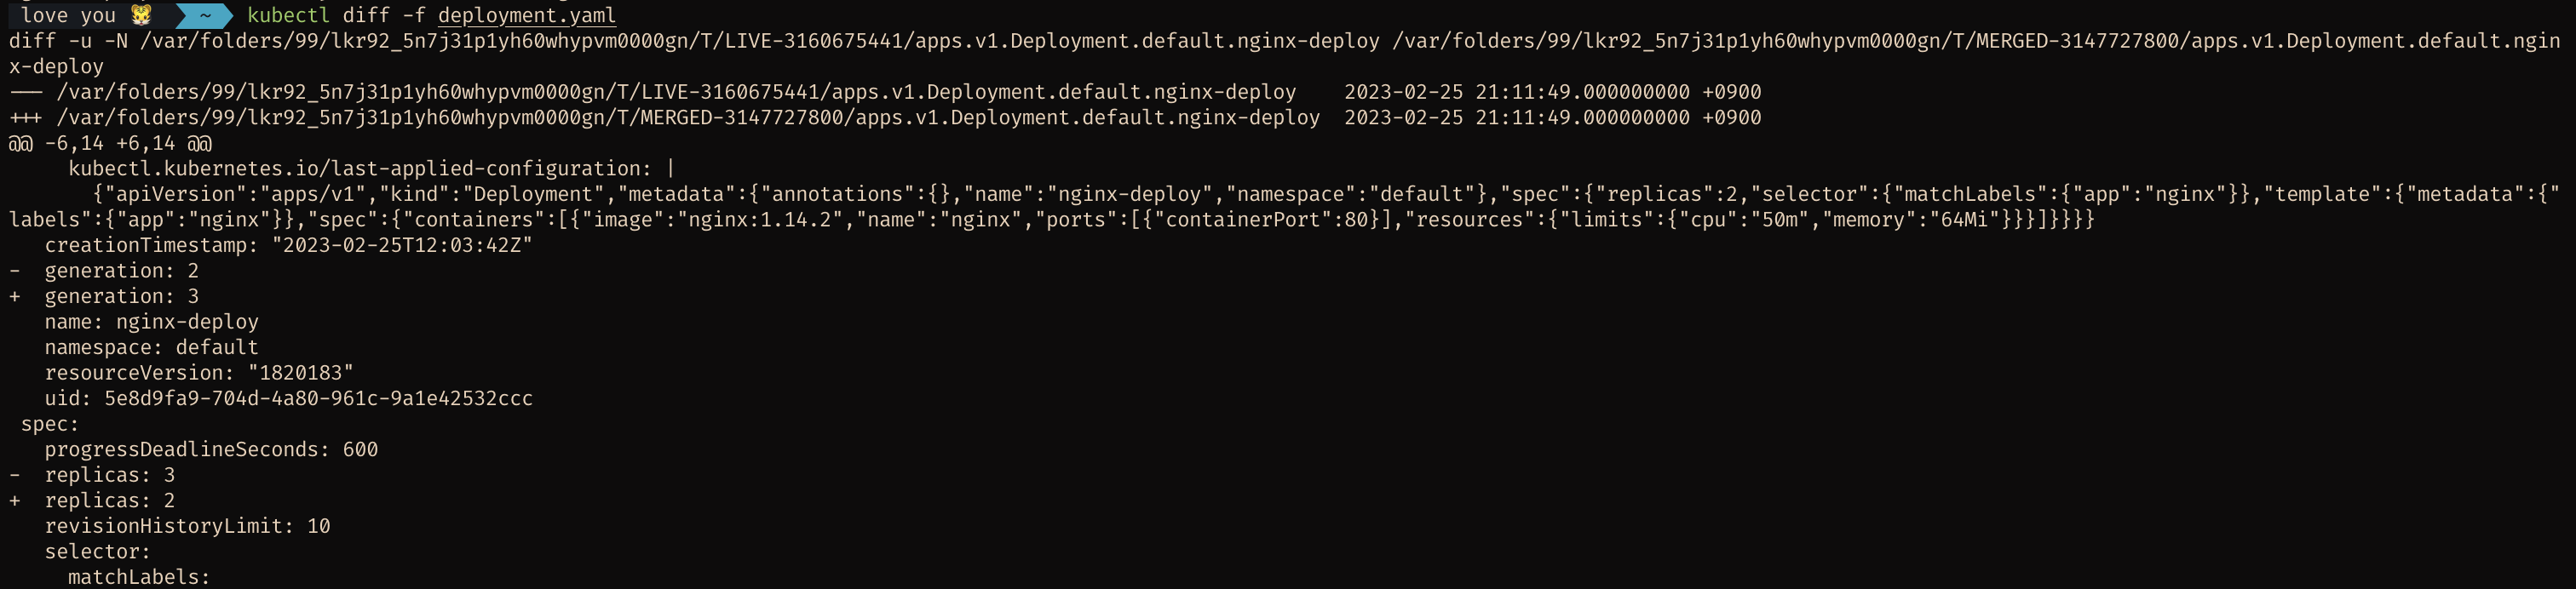 love you 🐯 ~ kubectl diff -f deployment.yaml
diff -u -N /var/folders/99/lkr92_5n7j31p1yh60whypvm0000gn/T/LIVE-3160675441/apps.v1.Deployment.default.nginx-deploy /var/folders/99/lkr92_5n7j31p1yh60whypvm0000gn/T/MERGED-3147727800/apps.v1.Deployment.default.ngin
x-deploy
--- /var/folders/99/lkr92_5n7j31p1yh60whypvm0000gn/T/LIVE-3160675441/apps.v1.Deployment.default.nginx-deploy    2023-02-25 21:11:49.000000000 +0900
+++ /var/folders/99/lkr92_5n7j31p1yh60whypvm0000gn/T/MERGED-3147727800/apps.v1.Deployment.default.nginx-deploy  2023-02-25 21:11:49.000000000 +0900
@@ -6,14 +6,14 @@
     kubectl.kubernetes.io/last-applied-configuration: |
       {"apiVersion":"apps/v1","kind":"Deployment","metadata":{"annotations":{},"name":"nginx-deploy","namespace":"default"},"spec":{"replicas":2,"selector":{"matchLabels":{"app":"nginx"}},"template":{"metadata":{"
labels":{"app":"nginx"}},"spec":{"containers":[{"image":"nginx:1.14.2","name":"nginx","ports":[{"containerPort":80}],"resources":{"limits":{"cpu":"50m","memory":"64Mi"}}}]}}}}
   creationTimestamp: "2023-02-25T12:03:42Z"
-  generation: 2
+  generation: 3
   name: nginx-deploy
   namespace: default
   resourceVersion: "1820183"
   uid: 5e8d9fa9-704d-4a80-961c-9a1e42532ccc
 spec:
   progressDeadlineSeconds: 600
-  replicas: 3
+  replicas: 2
   revisionHistoryLimit: 10
   selector:
     matchLabels: